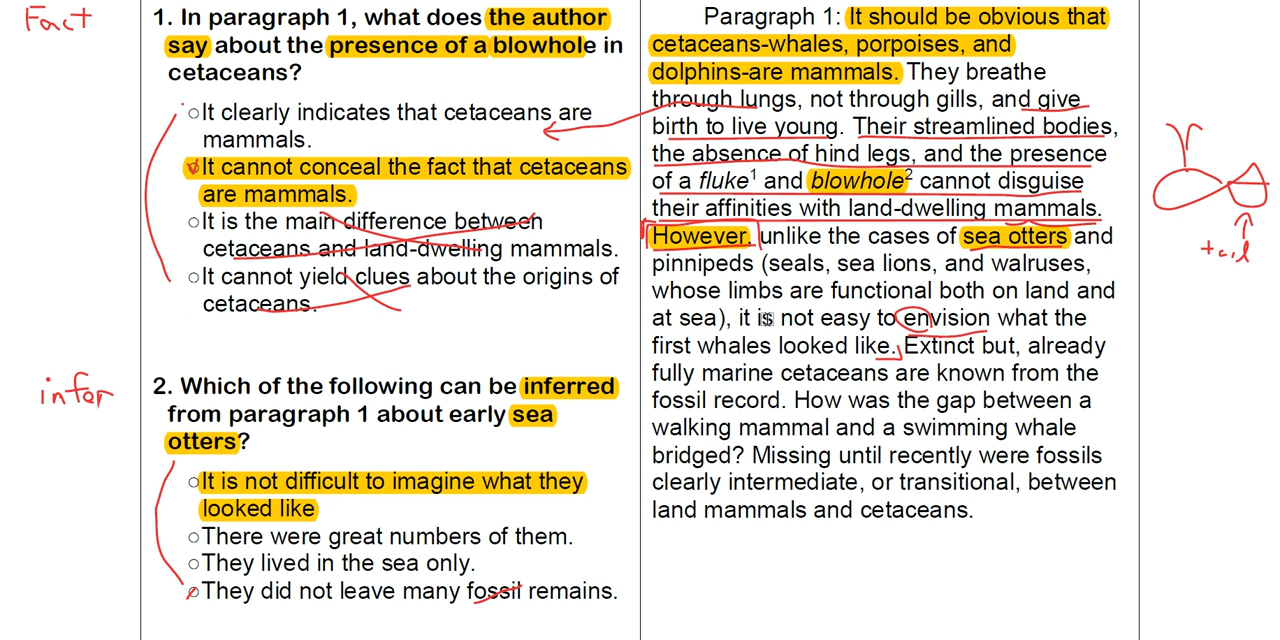 Fact
1. In paragraph 1, what does the author
say about the presence of a blowhole in
cetaceans?
It clearly indicates that cetaceans are
mammals.
It cannot conceal the fact that cetaceans
are mammals.
It is the main difference between
cetaceans and land-dwelling mammals.
It cannot yield clues about the origins of
cetaceans.
infer
2. Which of the following can be inferred
from paragraph 1 about early sea
otters?
It is not difficult to imagine what they
looked like
There were great numbers of them.
They lived in the sea only.
They did not leave many fossil remains.
Paragraph 1: It should be obvious that
cetaceans-whales, porpoises, and
dolphins-are mammals. They breathe
through lungs, not through gills, and give
birth to live young. Their streamlined bodies,
the absence of hind legs, and the presence
of a fluke1 and blowhole2 cannot disguise
their affinities with land-dwelling mammals.
However, unlike the cases of sea otters and
pinnipeds (seals, sea lions, and walruses,
whose limbs are functional both on land and
at sea), it is not easy to envision what the
first whales looked like. Extinct but, already
fully marine cetaceans are known from the
fossil record. How was the gap between a
walking mammal and a swimming whale
bridged? Missing until recently were fossils
clearly intermediate, or transitional, between
land mammals and cetaceans.
tail